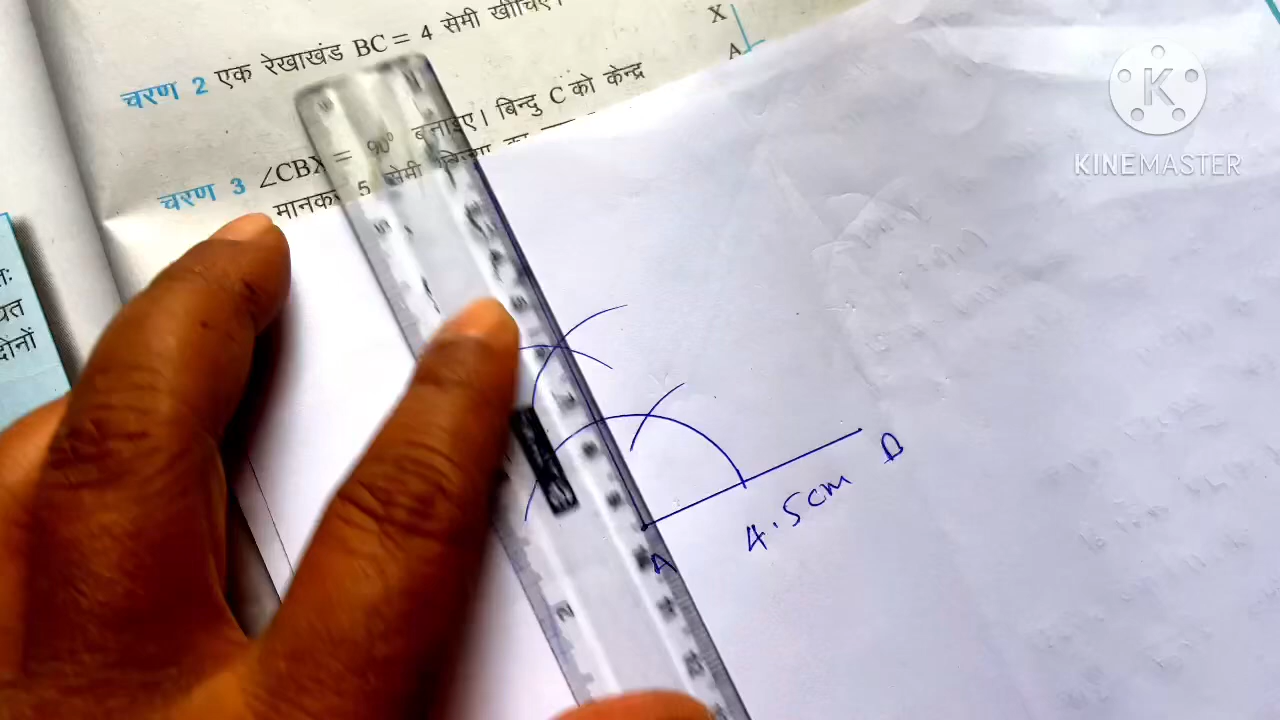 चरण 2 एक रेखाखंड BC = 4 सेमी खींचिए।
चरण 3 ∠CBX = 90° बनाइए। बिन्दु C को केन्द्र
मानकर 5 सेमी
X
A
K
KINEMASTER
दोनों
A
4.5cm
B